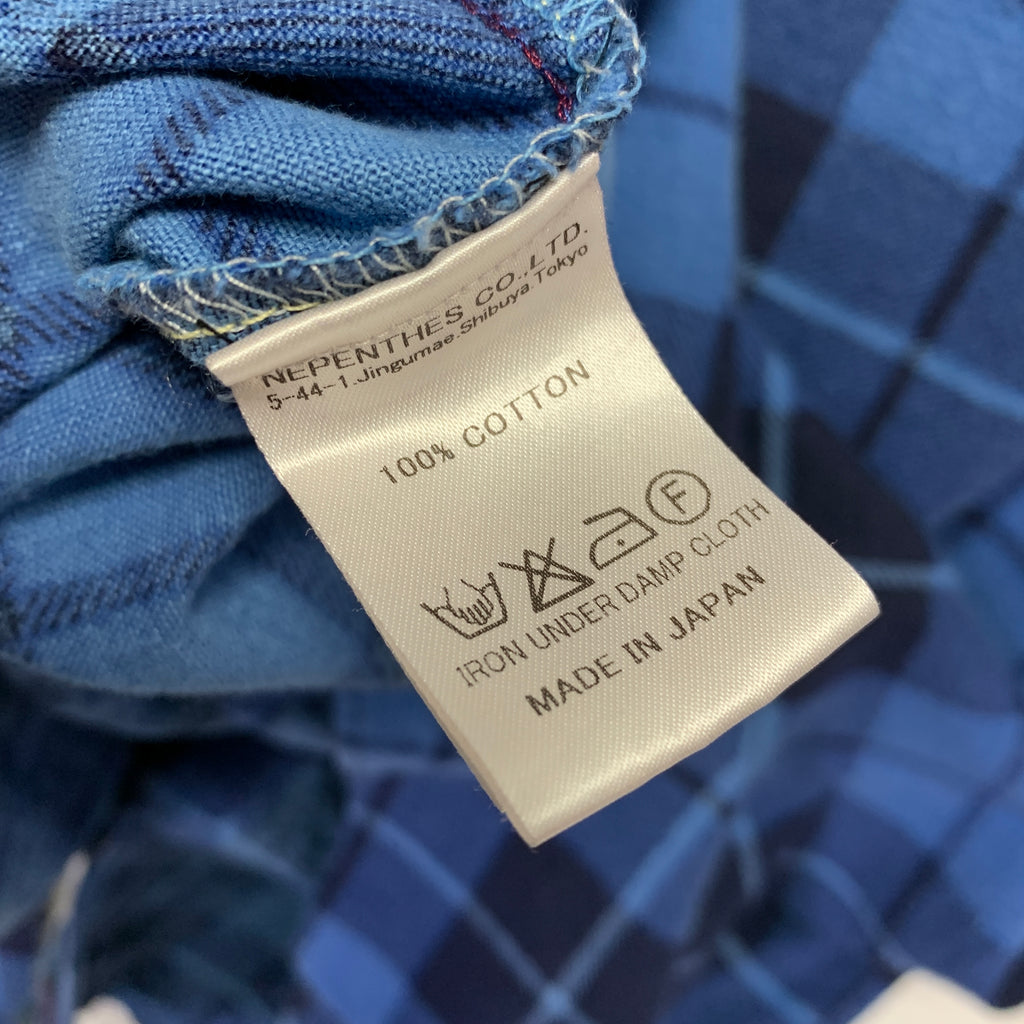 NEPENTHES CO.,LTD.
5-44-1.Jingumae.Shibuya.Tokyo
100% COTTON
F
IRON UNDER DAMP CLOTH
MADE IN JAPAN